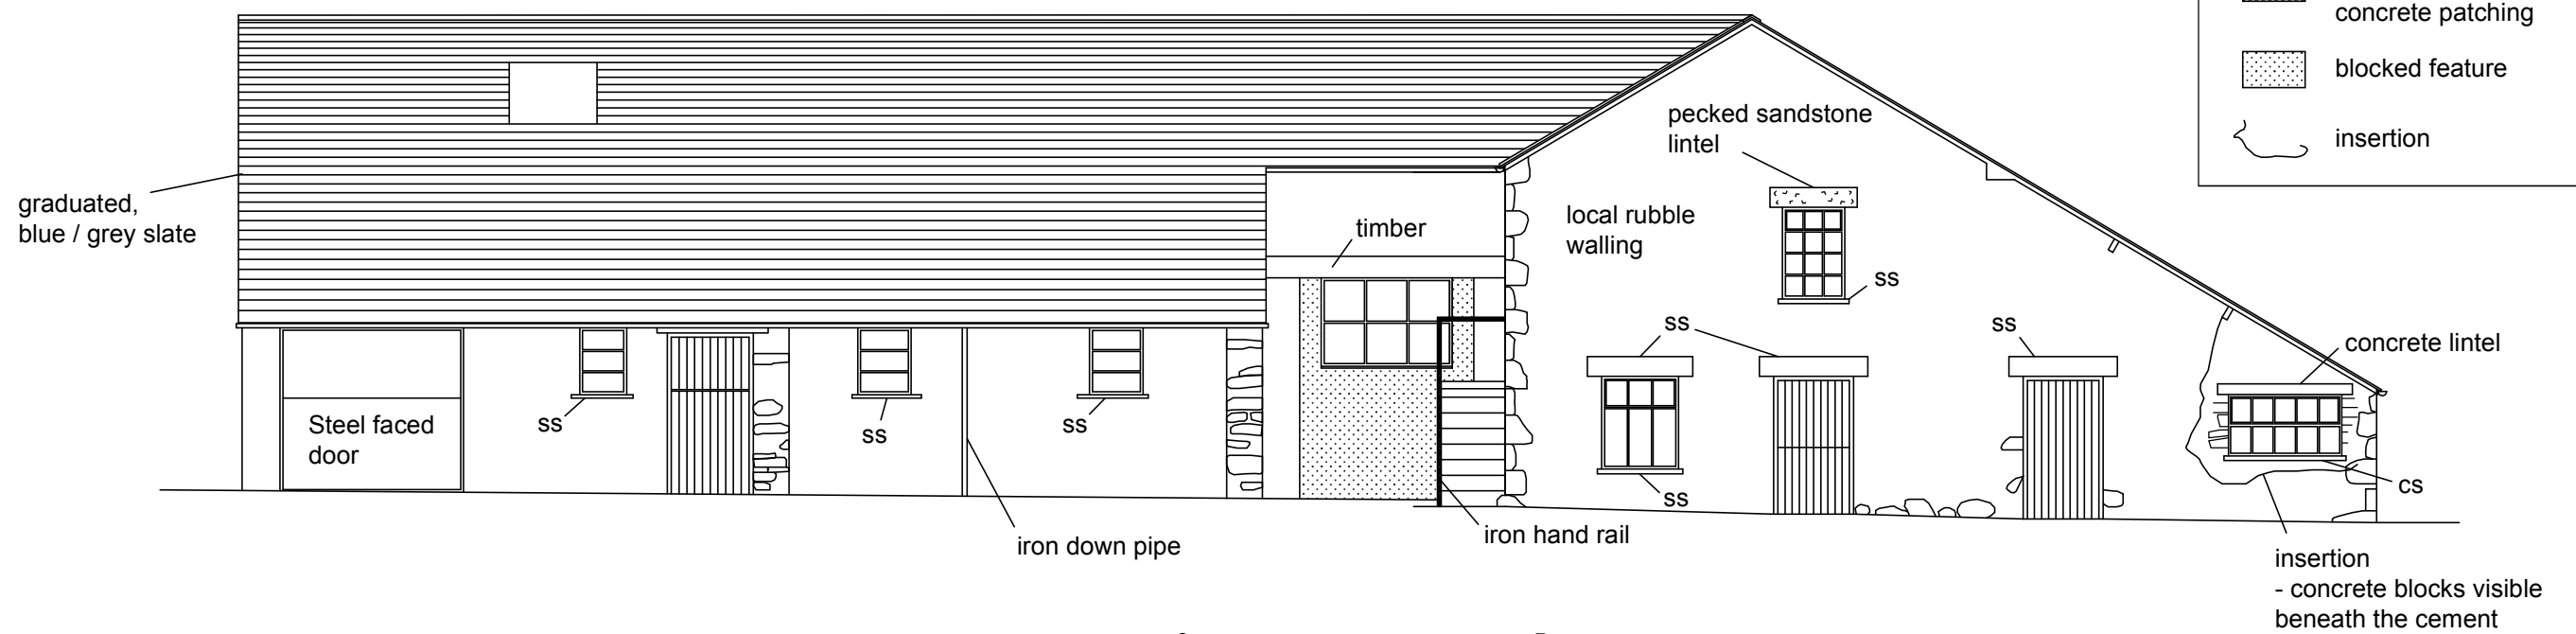 concrete patching
blocked feature
insertion
pecked sandstone
lintel
graduated,
blue / grey slate
timber
local rubble
walling
ss
ss
ss
concrete lintel
Steel faced
door
ss
ss
ss
ss
cs
iron down pipe
iron hand rail
insertion
- concrete blocks visible
beneath the cement